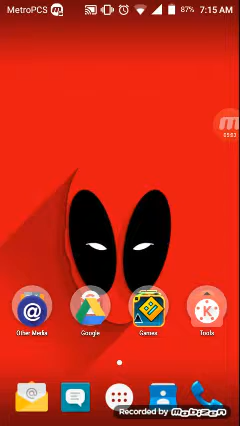 MetroPCS 87% 7:15 AM
Other Media Google Games Tools
Recorded by MOBIZEN